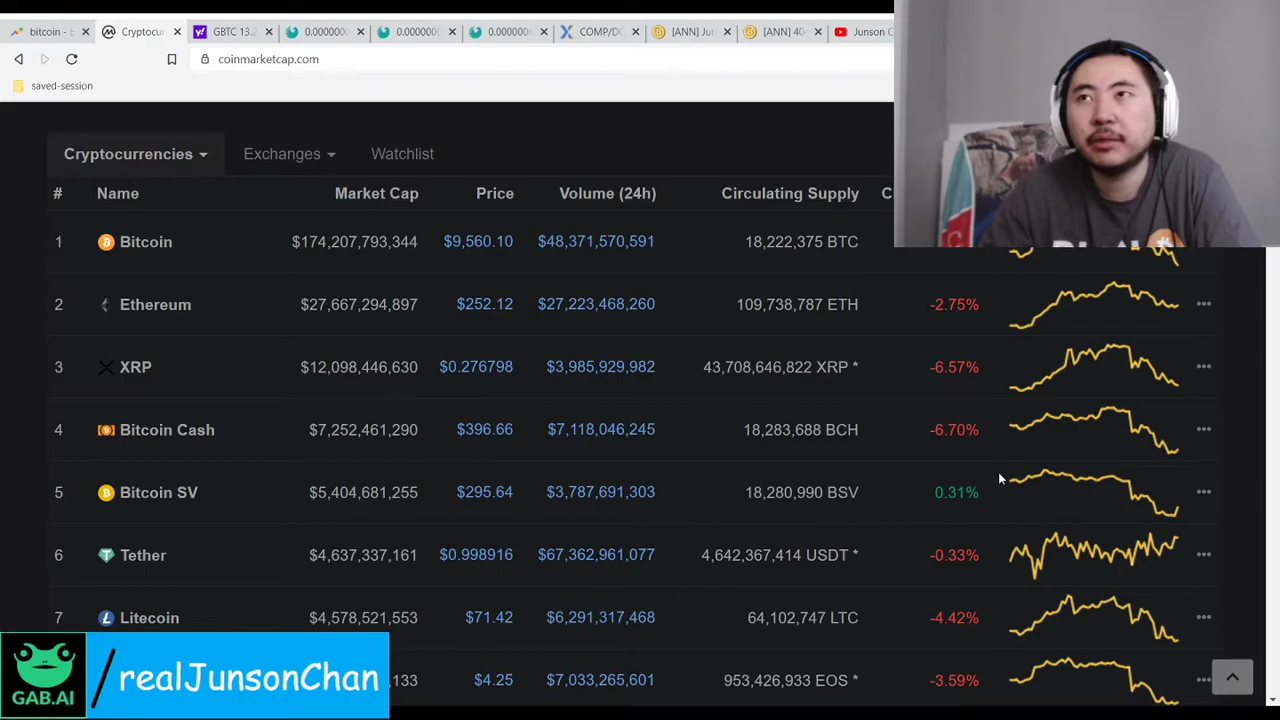 bitcoin - B
Cryptocur
GBTC 13.2
0.0000000
0.0000000
0.0000000
COMP/DC
[ANN] Jun
[ANN] 404
Junson C
coinmarketcap.com
saved-session
Cryptocurrencies Exchanges Watchlist
# Name Market Cap Price Volume (24h) Circulating Supply C
1 Bitcoin $174,207,793,344 $9,560.10 $48,371,570,591 18,222,375 BTC
2 Ethereum $27,667,294,897 $252.12 $27,223,468,260 109,738,787 ETH -2.75%
3 XRP $12,098,446,630 $0.276798 $3,985,929,982 43,708,646,822 XRP * -6.57%
4 Bitcoin Cash $7,252,461,290 $396.66 $7,118,046,245 18,283,688 BCH -6.70%
5 Bitcoin SV $5,404,681,255 $295.64 $3,787,691,303 18,280,990 BSV 0.31%
6 Tether $4,637,337,161 $0.998916 $67,362,961,077 4,642,367,414 USDT * -0.33%
7 Litecoin $4,578,521,553 $71.42 $6,291,317,468 64,102,747 LTC -4.42%
133 $4.25 $7,033,265,601 953,426,933 EOS * -3.59%
GAB.AI
/realJunsonChan